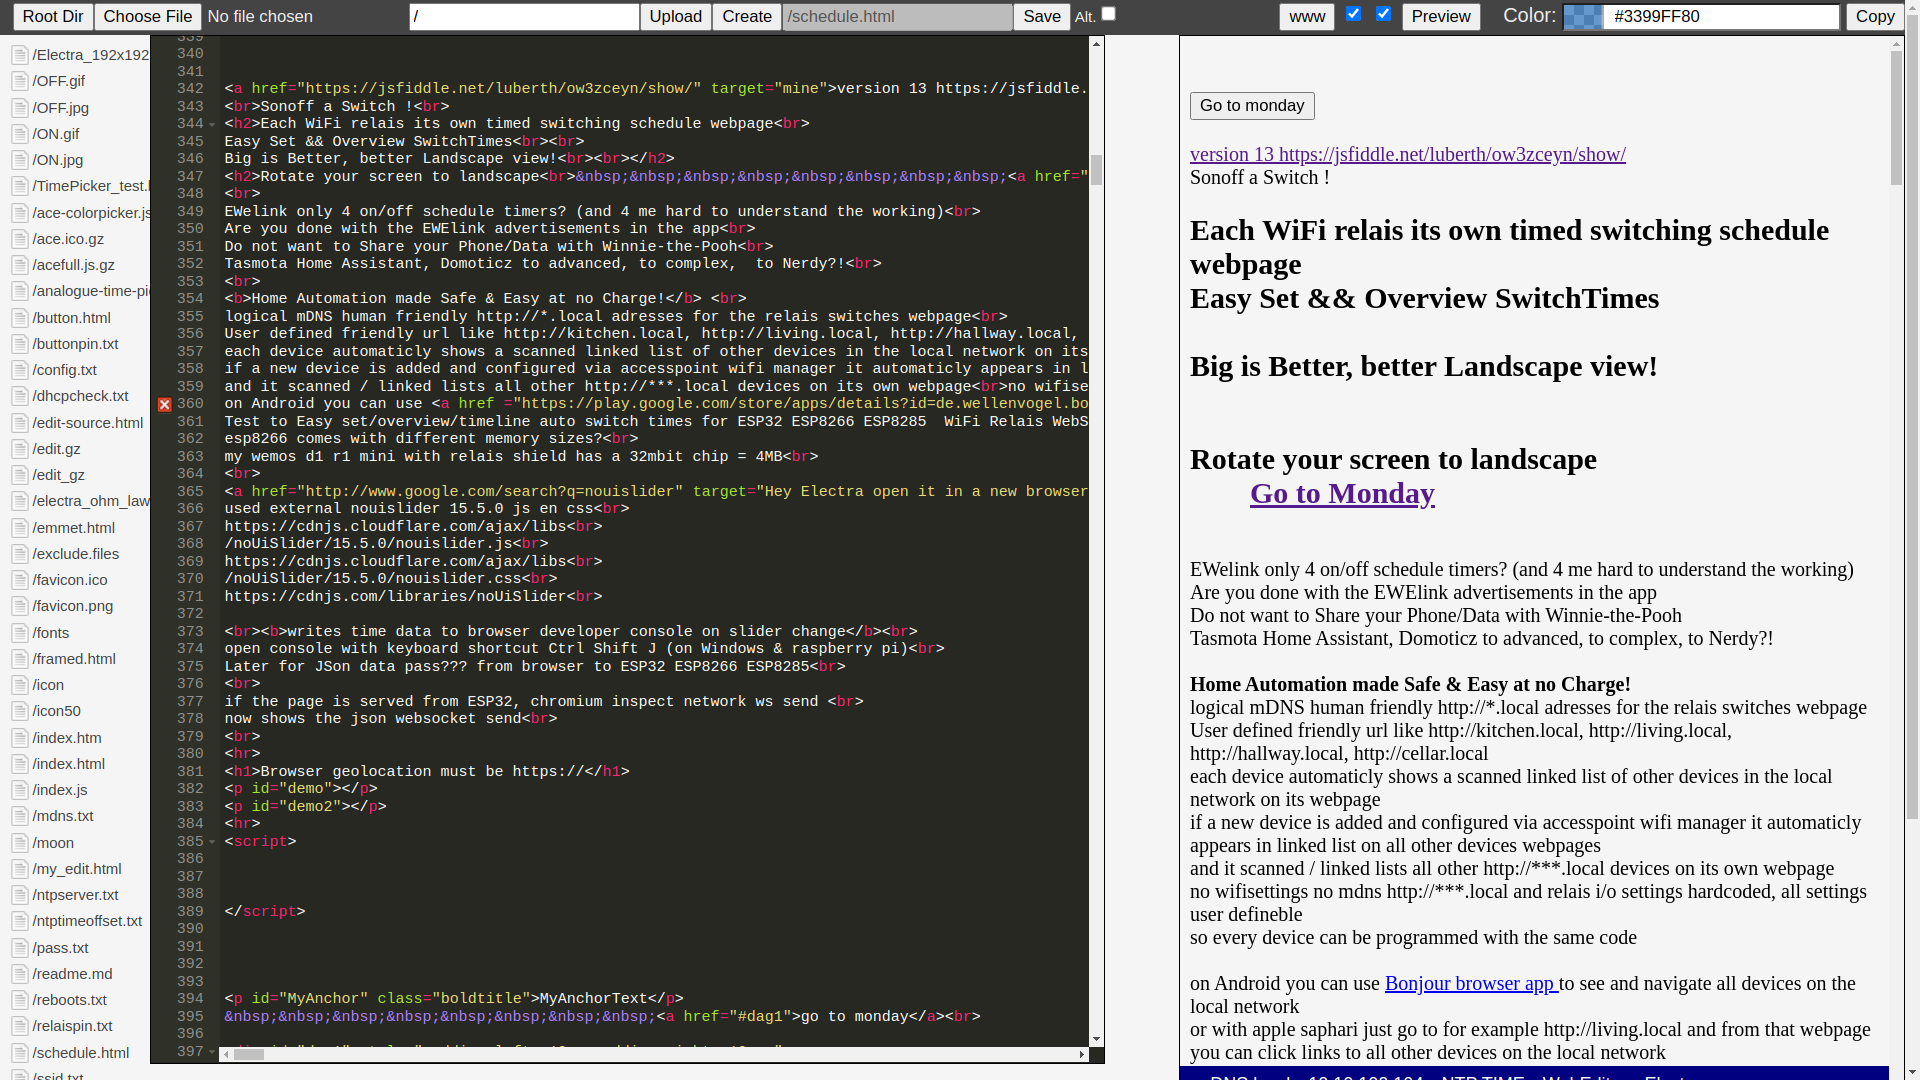 Root Dir Choose File No file chosen / Upload Create /schedule.html Save Alt. www Preview Color: #3399FF80 Copy
/Electra_192x192
/OFF.gif
/OFF.jpg
/ON.gif
/ON.jpg
/TimePicker_test.
/ace-colorpicker.js
/ace.ico.gz
/acefull.js.gz
/analogue-time-pi
/button.html
/buttonpin.txt
/config.txt
/dhcpcheck.txt
/edit-source.html
/edit.gz
/edit_gz
/electra_ohm_law
/emmet.html
/exclude.files
/favicon.ico
/favicon.png
/fonts
/framed.html
/icon
/icon50
/index.htm
/index.html
/index.js
/mdns.txt
/moon
/my_edit.html
/ntpserver.txt
/ntptimeoffset.txt
/pass.txt
/readme.md
/reboots.txt
/relaispin.txt
/schedule.html
/ssid.txt
339
340
341
342 <a href="https://jsfiddle.net/luberth/ow3zceyn/show/" target="mine">version 13 https://jsfiddle.
343 <br>Sonoff a Switch !<br>
344 <h2>Each WiFi relais its own timed switching schedule webpage<br>
345 Easy Set && Overview SwitchTimes<br><br>
346 Big is Better, better Landscape view!<br><br></h2>
347 <h2>Rotate your screen to landscape<br>&nbsp;&nbsp;&nbsp;&nbsp;&nbsp;&nbsp;&nbsp;&nbsp;<a href="
348 <br>
349 EWelink only 4 on/off schedule timers? (and 4 me hard to understand the working)<br>
350 Are you done with the EWElink advertisements in the app<br>
351 Do not want to Share your Phone/Data with Winnie-the-Pooh<br>
352 Tasmota Home Assistant, Domoticz to advanced, to complex,  to Nerdy?!<br>
353 <br>
354 <b>Home Automation made Safe & Easy at no Charge!</b> <br>
355 logical mDNS human friendly http://*.local adresses for the relais switches webpage<br>
356 User defined friendly url like http://kitchen.local, http://living.local, http://hallway.local,
357 each device automaticly shows a scanned linked list of other devices in the local network on its
358 if a new device is added and configured via accesspoint wifi manager it automaticly appears in l
359 and it scanned / linked lists all other http://***.local devices on its own webpage<br>no wifise
360 on Android you can use <a href ="https://play.google.com/store/apps/details?id=de.wellenvogel.bo
361 Test to Easy set/overview/timeline auto switch times for ESP32 ESP8266 ESP8285  WiFi Relais WebS
362 esp8266 comes with different memory sizes?<br>
363 my wemos d1 r1 mini with relais shield has a 32mbit chip = 4MB<br>
364 <br>
365 <a href="http://www.google.com/search?q=nouislider" target="Hey Electra open it in a new browser
366 used external nouislider 15.5.0 js en css<br>
367 https://cdnjs.cloudflare.com/ajax/libs<br>
368 /noUiSlider/15.5.0/nouislider.js<br>
369 https://cdnjs.cloudflare.com/ajax/libs<br>
370 /noUiSlider/15.5.0/nouislider.css<br>
371 https://cdnjs.com/libraries/noUiSlider<br>
372
373 <br><b>writes time data to browser developer console on slider change</b><br>
374 open console with keyboard shortcut Ctrl Shift J (on Windows & raspberry pi)<br>
375 Later for JSon data pass??? from browser to ESP32 ESP8266 ESP8285<br>
376 <br>
377 if the page is served from ESP32, chromium inspect network ws send <br>
378 now shows the json websocket send<br>
379 <br>
380 <hr>
381 <h1>Browser geolocation must be https://</h1>
382 <p id="demo"></p>
383 <p id="demo2"></p>
384 <hr>
385 <script>
386
387
388
389 </script>
390
391
392
393
394 <p id="MyAnchor" class="boldtitle">MyAnchorText</p>
395 &nbsp;&nbsp;&nbsp;&nbsp;&nbsp;&nbsp;&nbsp;&nbsp;<a href="#dag1">go to monday</a><br>
396
397
Go to monday
version 13 https://jsfiddle.net/luberth/ow3zceyn/show/
Sonoff a Switch !
Each WiFi relais its own timed switching schedule
webpage
Easy Set && Overview SwitchTimes
Big is Better, better Landscape view!
Rotate your screen to landscape
Go to Monday
EWelink only 4 on/off schedule timers? (and 4 me hard to understand the working)
Are you done with the EWElink advertisements in the app
Do not want to Share your Phone/Data with Winnie-the-Pooh
Tasmota Home Assistant, Domoticz to advanced, to complex, to Nerdy?!
Home Automation made Safe & Easy at no Charge!
logical mDNS human friendly http://*.local adresses for the relais switches webpage
User defined friendly url like http://kitchen.local, http://living.local,
http://hallway.local, http://cellar.local
each device automaticly shows a scanned linked list of other devices in the local
network on its webpage
if a new device is added and configured via accesspoint wifi manager it automaticly
appears in linked list on all other devices webpages
and it scanned / linked lists all other http://***.local devices on its own webpage
no wifisettings no mdns http://***.local and relais i/o settings hardcoded, all settings
user defineble
so every device can be programmed with the same code
on Android you can use Bonjour browser app to see and navigate all devices on the
local network
or with apple saphari just go to for example http://living.local and from that webpage
you can click links to all other devices on the local network